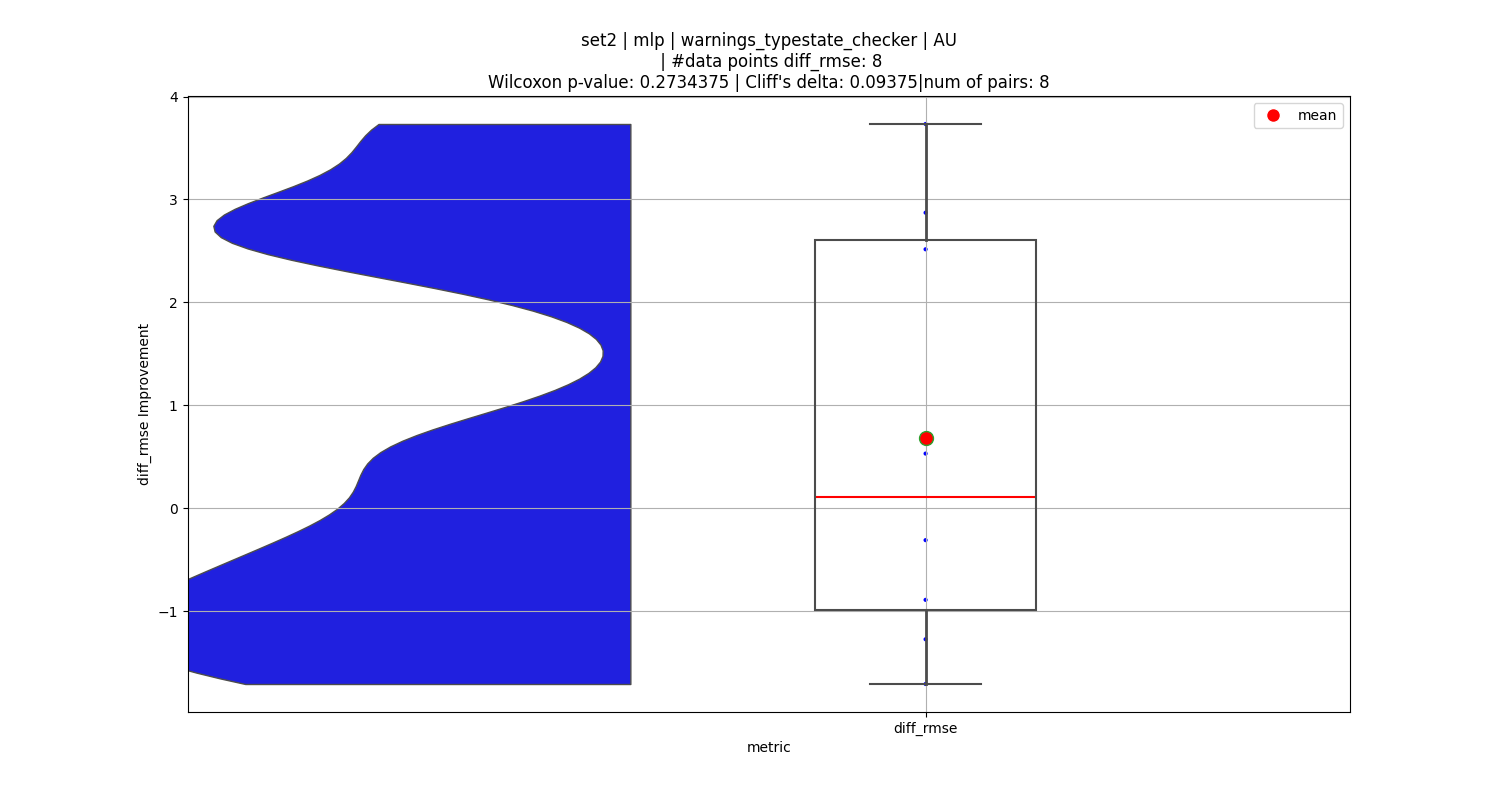 set2 | mlp | warnings_typestate_checker | AU
| #data points diff_rmse: 8
Wilcoxon p-value: 0.2734375 | Cliff's delta: 0.09375|num of pairs: 8
mean
4
3
2
1
0
−1
diff_rmse Improvement
diff_rmse
metric